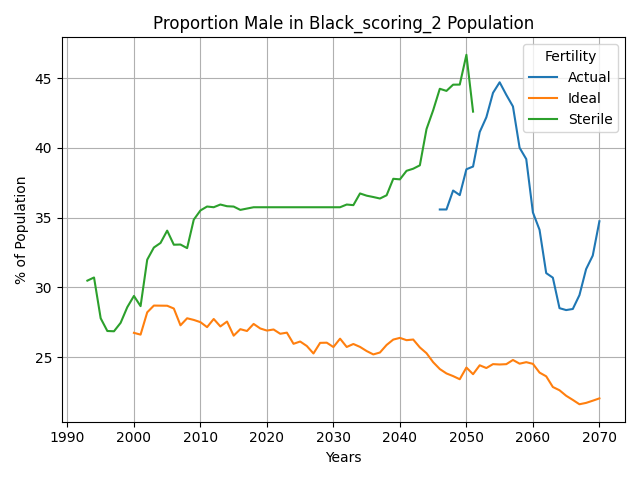 Proportion Male in Black_scoring_2 Population
Fertility
Actual
Ideal
Sterile
% of Population
45
40
35
30
25
1990 2000 2010 2020 2030 2040 2050 2060 2070
Years